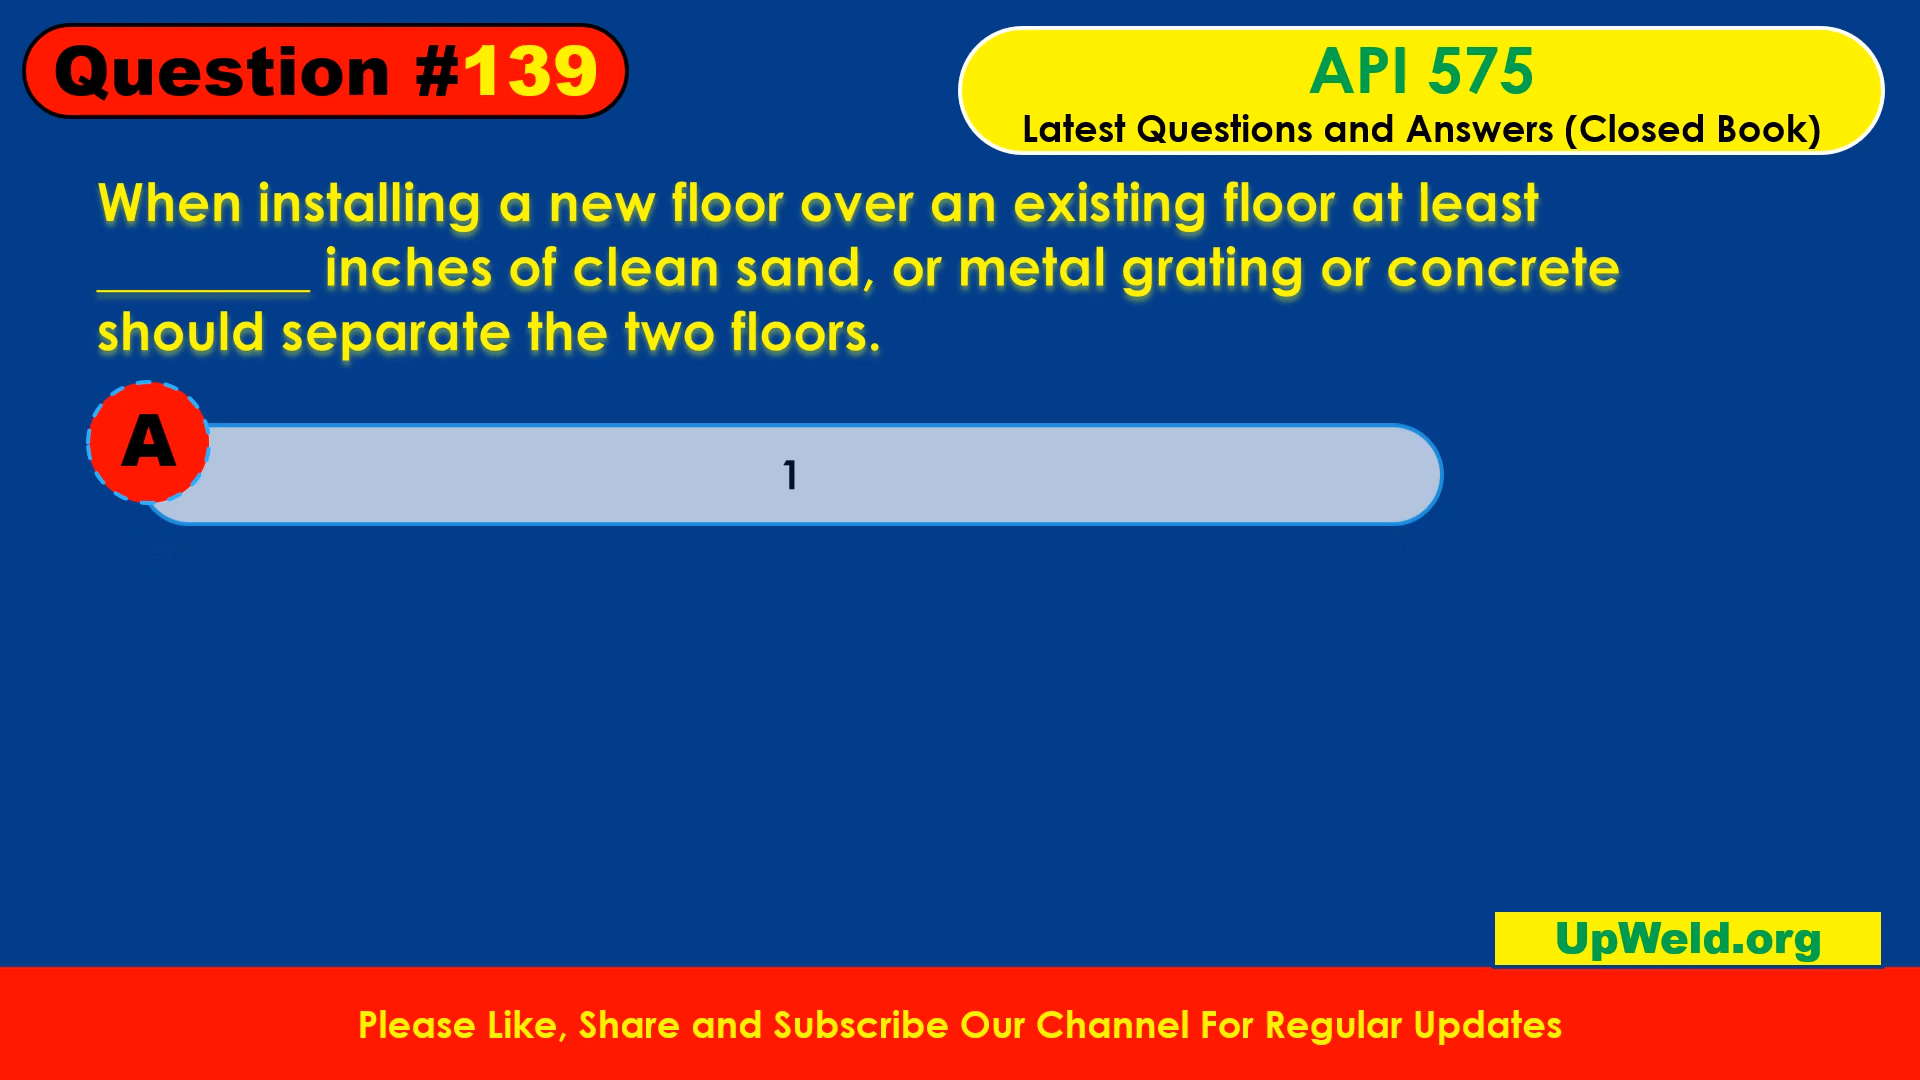 Question #139
API 575
Latest Questions and Answers (Closed Book)
When installing a new floor over an existing floor at least
________ inches of clean sand, or metal grating or concrete
should separate the two floors.
A
1
UpWeld.org
Please Like, Share and Subscribe Our Channel For Regular Updates